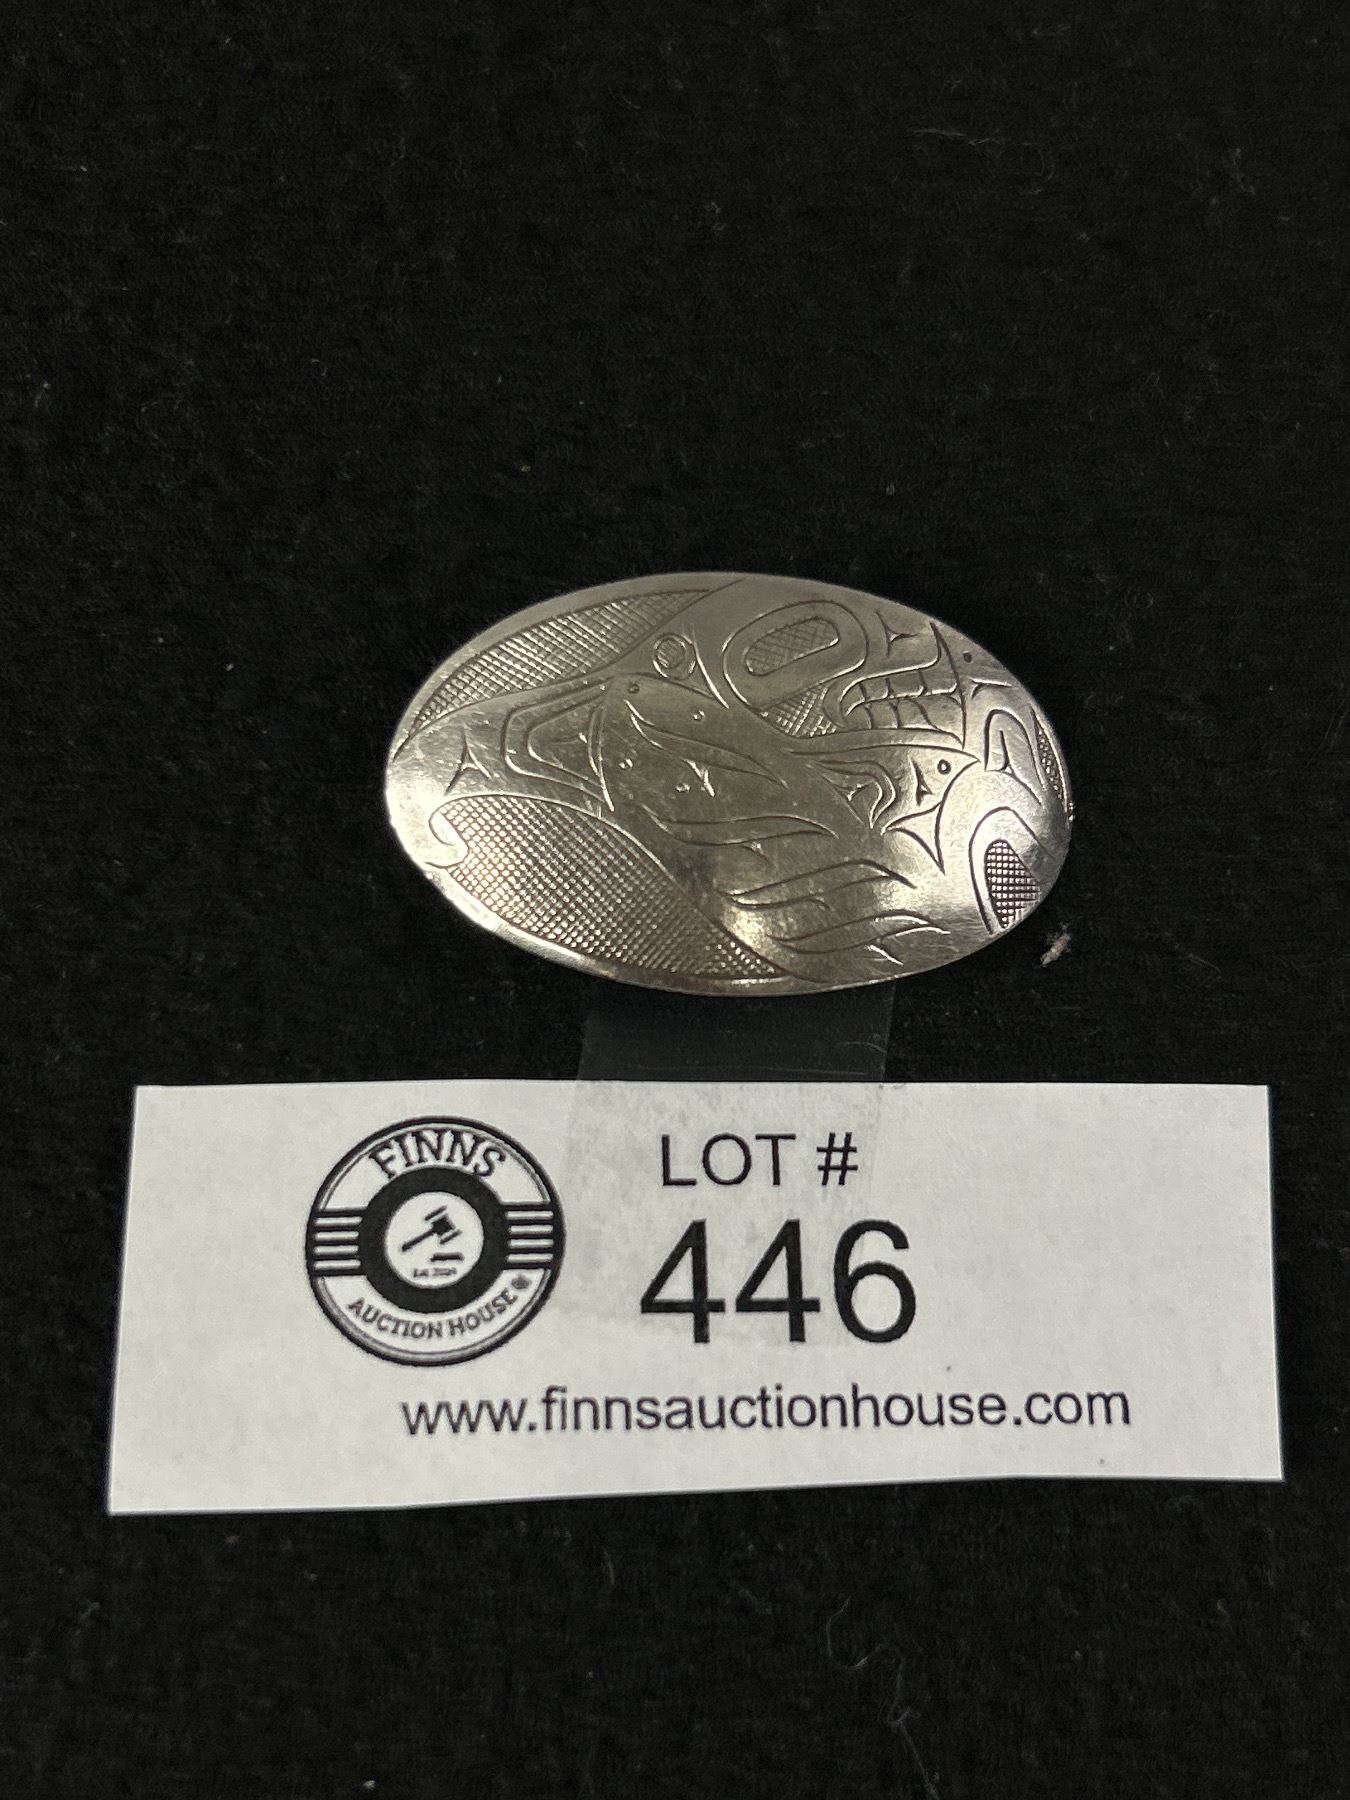 FINNS
AUCTION HOUSE
LOT #
446
www.finnsauctionhouse.com